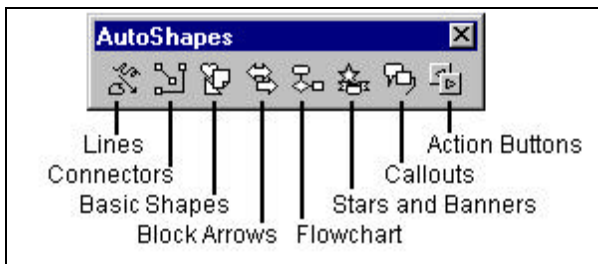 AutoShapes
Lines Action Buttons
Connectors Callouts
Basic Shapes Stars and Banners
Block Arrows Flowchart